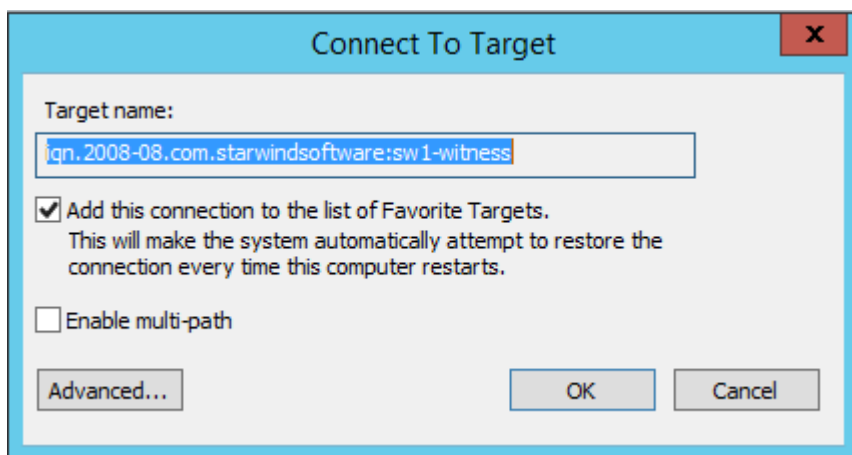 Connect To Target
x
Target name:
iqn.2008-08.com.starwindsoftware:sw1-witness
Add this connection to the list of Favorite Targets.
This will make the system automatically attempt to restore the
connection every time this computer restarts.
Enable multi-path
Advanced... OK Cancel